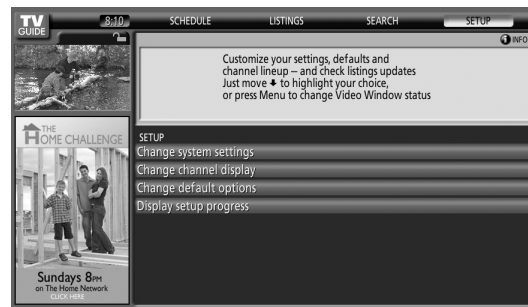 TV
GUIDE
8:10
SCHEDULE
LISTINGS
SEARCH
SETUP
i INFO
Customize your settings, defaults and
channel lineup – and check listings updates
Just move ⬇ to highlight your choice,
or press Menu to change Video Window status
THE
HOME CHALLENGE
Sundays 8PM
on The Home Network
CLICK HERE
SETUP
Change system settings
Change channel display
Change default options
Display setup progress